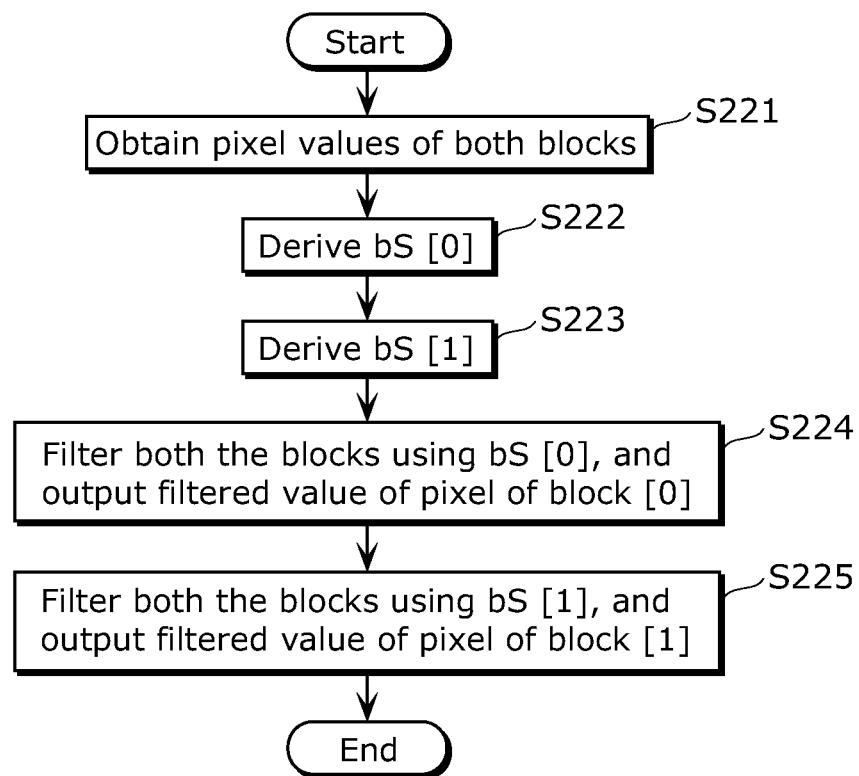 Start
S221
Obtain pixel values of both blocks
S222
Derive bS [0]
S223
Derive bS [1]
S224
Filter both the blocks using bS [0], and
output filtered value of pixel of block [0]
S225
Filter both the blocks using bS [1], and
output filtered value of pixel of block [1]
End